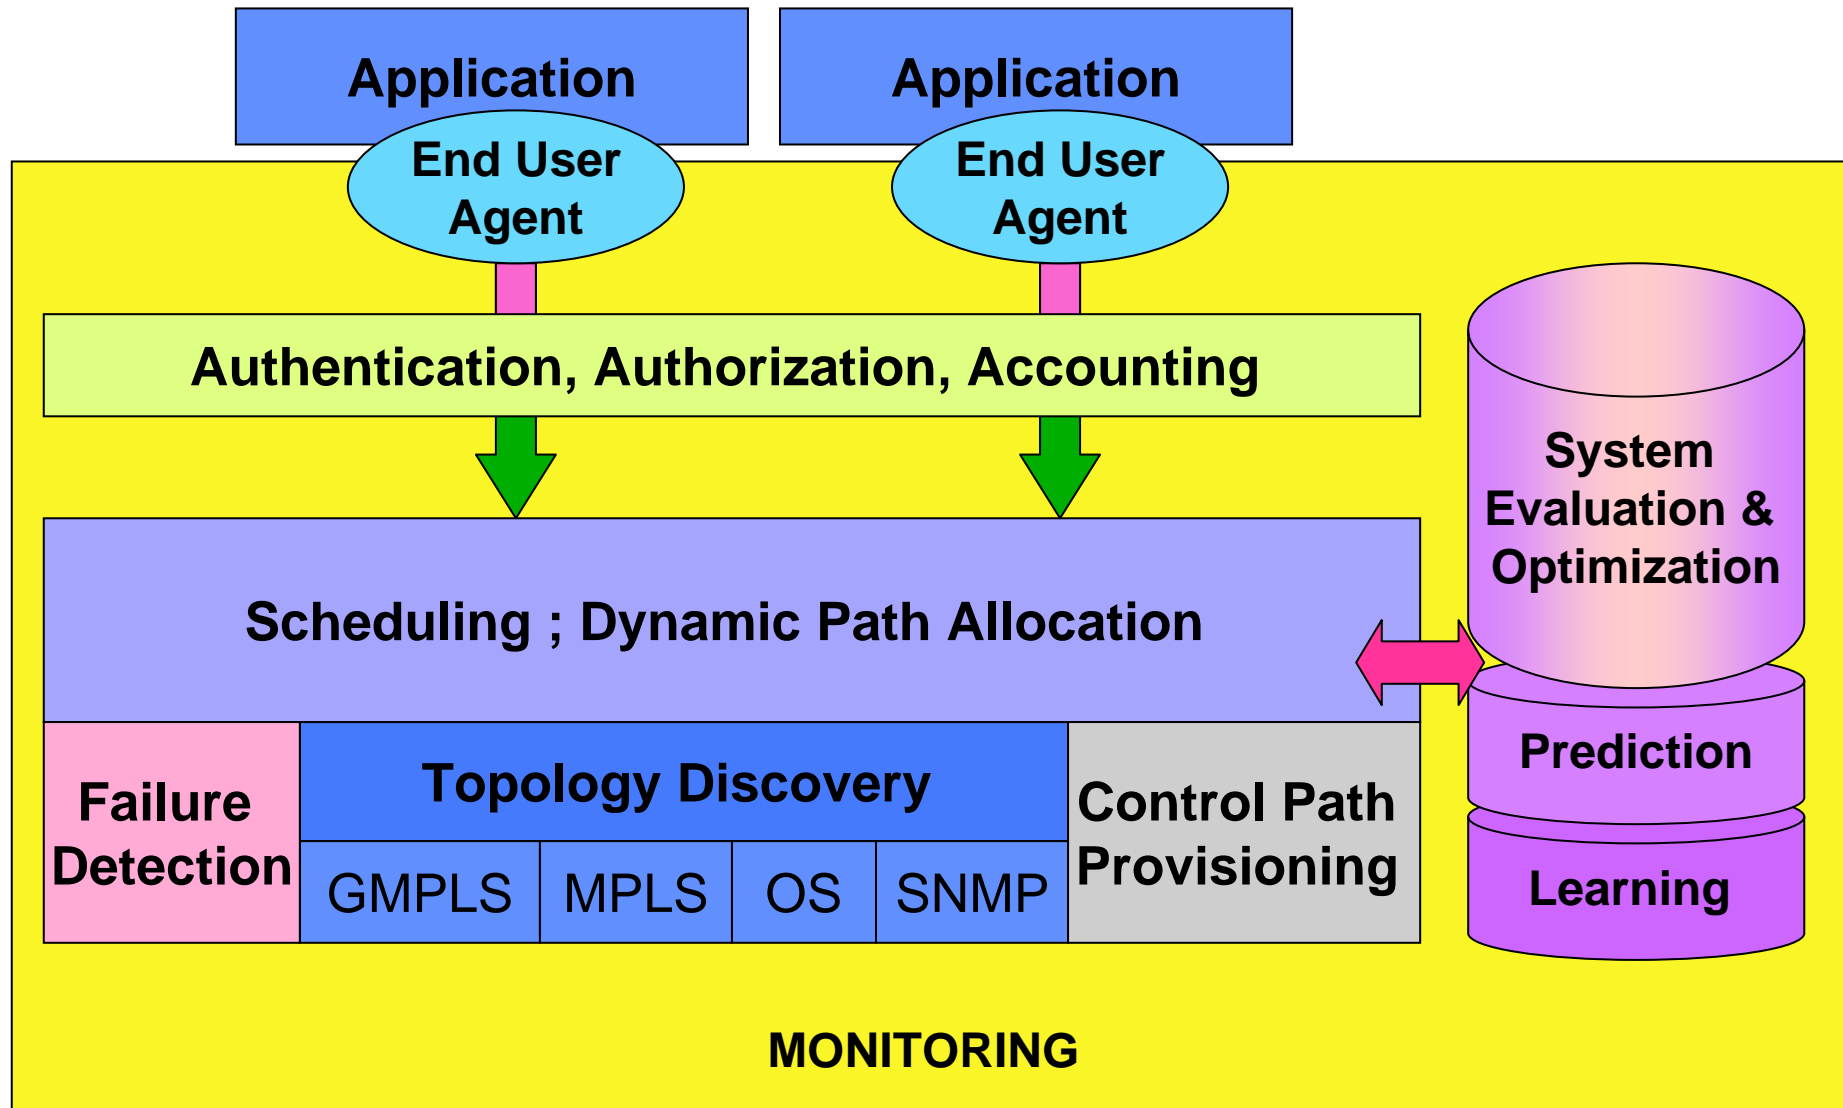 Application
Application
End User
Agent
End User
Agent
Authentication, Authorization, Accounting
System
Evaluation &
Optimization
Scheduling ; Dynamic Path Allocation
Prediction
Learning
Failure
Detection
Topology Discovery
GMPLS
MPLS
OS
SNMP
Control Path
Provisioning
MONITORING